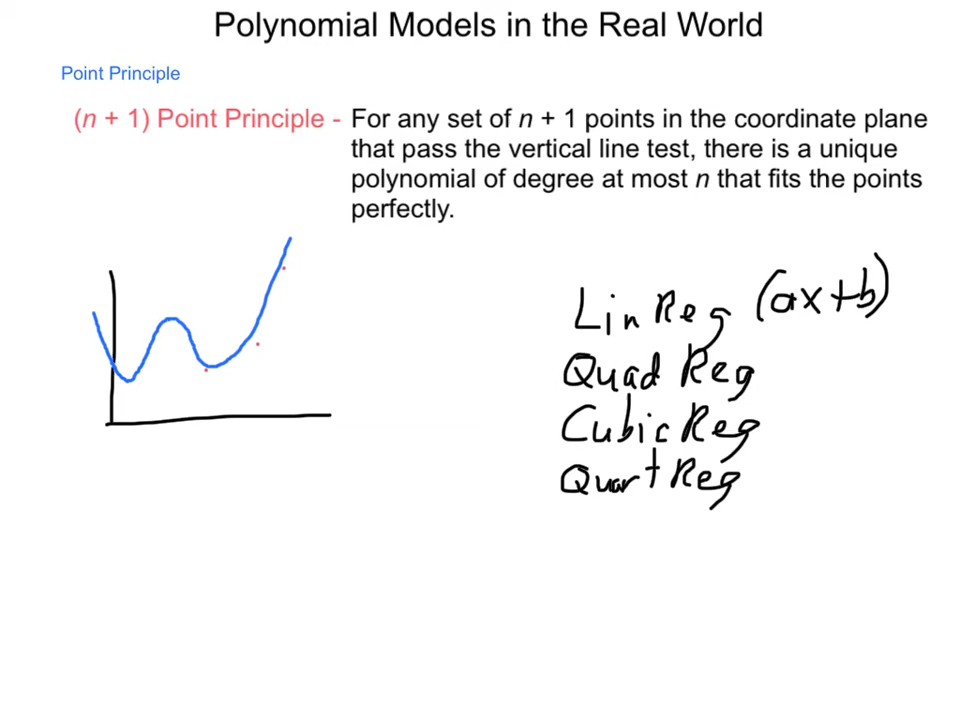 Polynomial Models in the Real World
Point Principle
(n + 1) Point Principle - For any set of n + 1 points in the coordinate plane
that pass the vertical line test, there is a unique
polynomial of degree at most n that fits the points
perfectly.
LinReg (ax+b)
Quad Reg
CubicReg
QuartReg